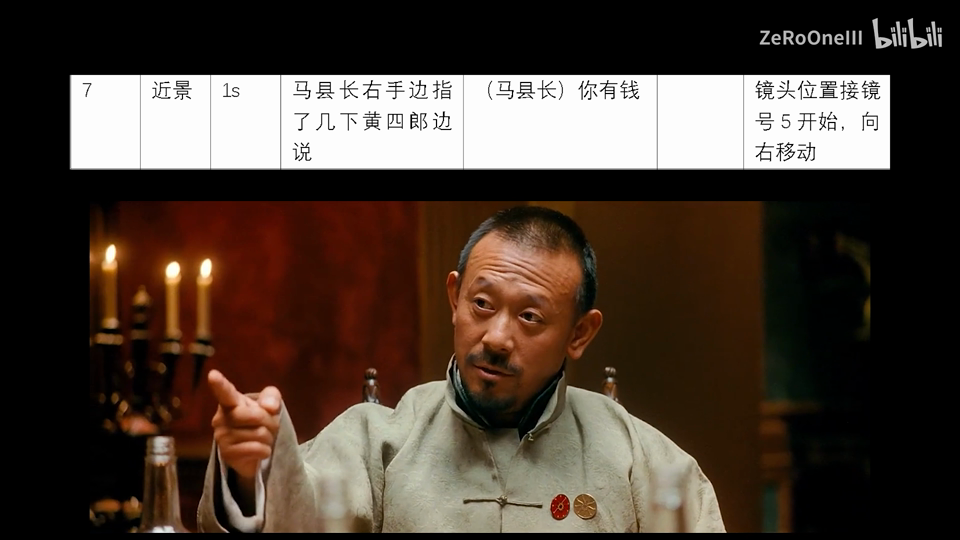 ZeRoOneIII bilibili
7
近景
1s
马县长右手边指
了几下黄四郎边
说
（马县长）你有钱
镜头位置接镜
号 5 开始，向
右移动